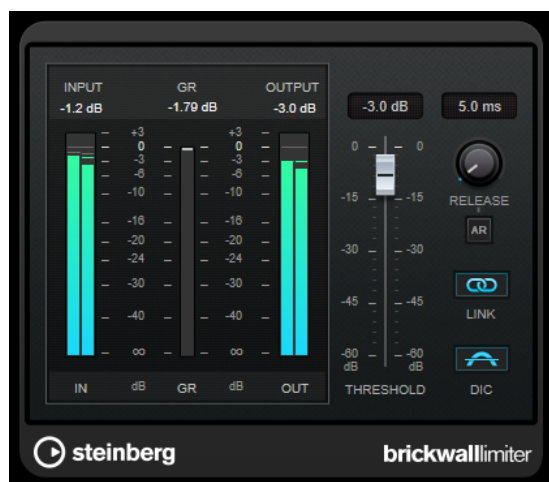 INPUT GR OUTPUT
-1.2 dB -1.79 dB -3.0 dB -3.0 dB 5.0 ms
+3 +3
0 0 0 0
-3 -3
-6 -6
-10 -10
-15 -15 RELEASE
-16 -16
-20 -20 AR
-24 -24
-30 -30
-30 -30
-40 -40
-45 -45 LINK
∞ ∞
-60 -60
dB dB
IN dB GR dB OUT THRESHOLD DIC
steinberg brickwalllimiter